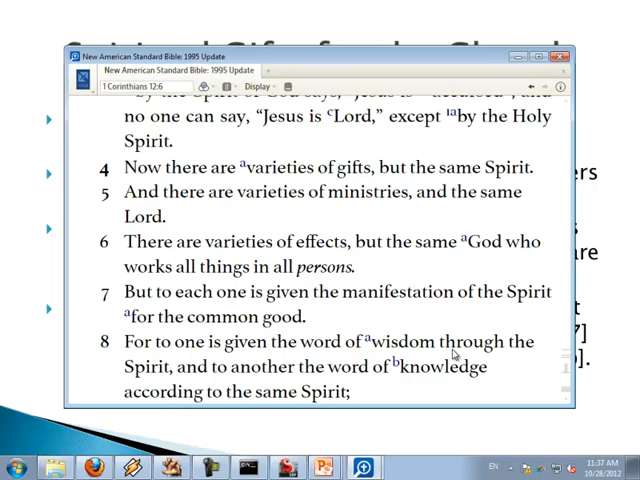 New American Standard Bible: 1995 Update
New American Standard Bible: 1995 Update
1 Corinthians 12:6
Display
no one can say, “Jesus is cLord,” except 1aby the Holy
Spirit.
4 Now there are avarieties of gifts, but the same Spirit.
5 And there are varieties of ministries, and the same
Lord.
6 There are varieties of effects, but the same aGod who
works all things in all persons.
7 But to each one is given the manifestation of the Spirit
afor the common good.
8 For to one is given the word of awisdom through the
Spirit, and to another the word of bknowledge
according to the same Spirit;
EN
11:37 AM
10/28/2012